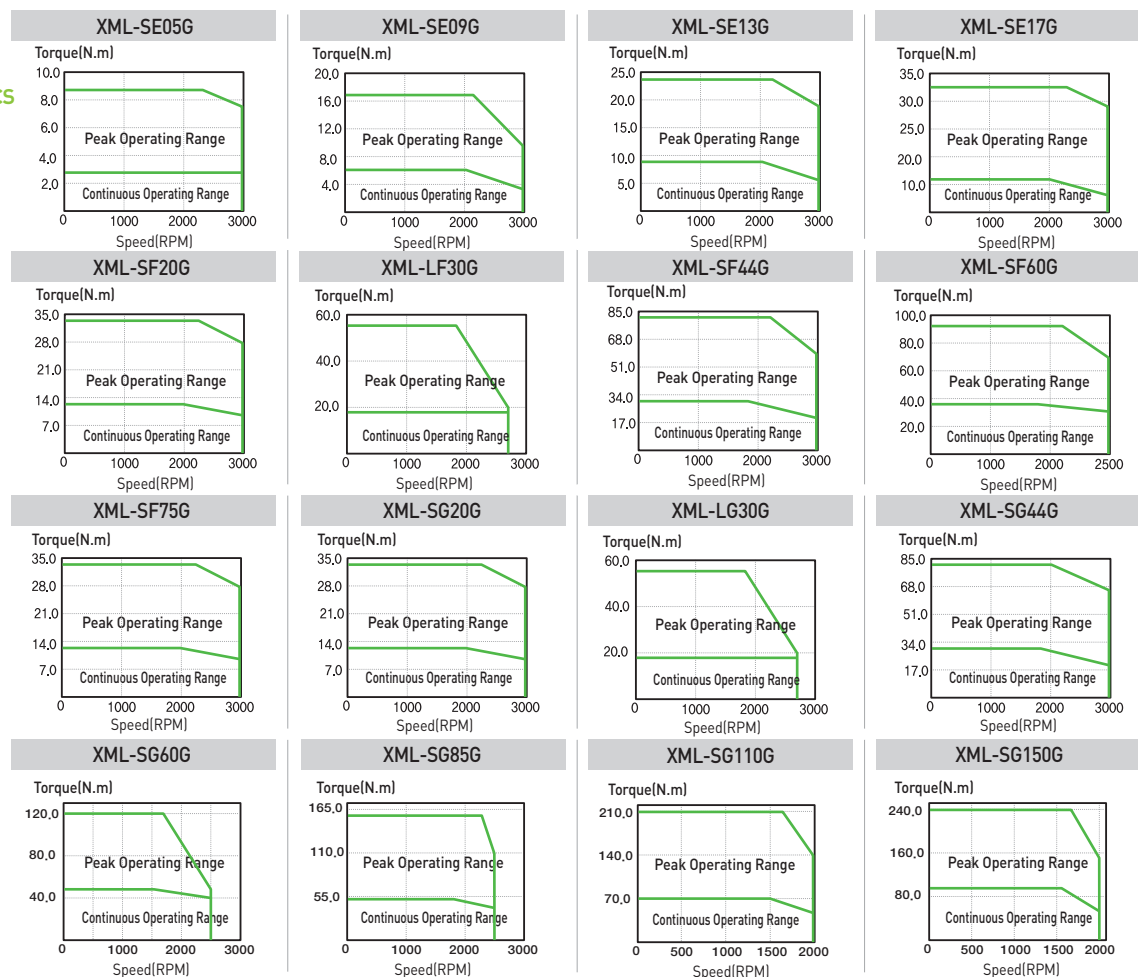 XML-SE05G
Torque(N.m)
10.0
8.0
6.0
4.0
2.0
Peak Operating Range
Continuous Operating Range
0 1000 2000 3000
Speed(RPM)
XML-SE09G
Torque(N.m)
20.0
16.0
12.0
8.0
4.0
Peak Operating Range
Continuous Operating Range
0 1000 2000 3000
Speed(RPM)
XML-SE13G
Torque(N.m)
25.0
20.0
15.0
10.0
5.0
Peak Operating Range
Continuous Operating Range
0 1000 2000 3000
Speed(RPM)
XML-SE17G
Torque(N.m)
35.0
30.0
20.0
10.0
Peak Operating Range
Continuous Operating Range
0 1000 2000 3000
Speed(RPM)
XML-SF20G
Torque(N.m)
35.0
28.0
21.0
14.0
7.0
Peak Operating Range
Continuous Operating Range
0 1000 2000 3000
Speed(RPM)
XML-LF30G
Torque(N.m)
60.0
40.0
20.0
Peak Operating Range
Continuous Operating Range
0 1000 2000 3000
Speed(RPM)
XML-SF44G
Torque(N.m)
85.0
68.0
51.0
34.0
17.0
Peak Operating Range
Continuous Operating Range
0 1000 2000 3000
Speed(RPM)
XML-SF60G
Torque(N.m)
100.0
80.0
60.0
40.0
20.0
Peak Operating Range
Continuous Operating Range
0 1000 2000 2500
Speed(RPM)
XML-SF75G
Torque(N.m)
35.0
28.0
21.0
14.0
7.0
Peak Operating Range
Continuous Operating Range
0 1000 2000 3000
Speed(RPM)
XML-SG20G
Torque(N.m)
35.0
28.0
21.0
14.0
7.0
Peak Operating Range
Continuous Operating Range
0 1000 2000 3000
Speed(RPM)
XML-LG30G
Torque(N.m)
60.0
40.0
20.0
Peak Operating Range
Continuous Operating Range
0 1000 2000 3000
Speed(RPM)
XML-SG44G
Torque(N.m)
85.0
68.0
51.0
34.0
17.0
Peak Operating Range
Continuous Operating Range
0 1000 2000 3000
Speed(RPM)
XML-SG60G
Torque(N.m)
120.0
80.0
40.0
Peak Operating Range
Continuous Operating Range
0 1000 2000 3000
Speed(RPM)
XML-SG85G
Torque(N.m)
165.0
110.0
55.0
Peak Operating Range
Continuous Operating Range
0 1000 2000 3000
Speed(RPM)
XML-SG110G
Torque(N.m)
210.0
140.0
70.0
Peak Operating Range
Continuous Operating Range
0 500 1000 1500 2000
Speed(RPM)
XML-SG150G
Torque(N.m)
240.0
160.0
80.0
Peak Operating Range
Continuous Operating Range
0 500 1000 1500 2000
Speed(RPM)